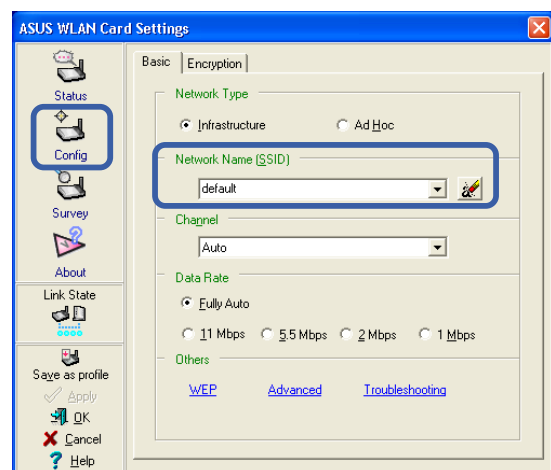 ASUS WLAN Card Settings
Status
Config
Survey
About
Link State
Save as profile
Apply
OK
Cancel
Help
Basic
Encryption
Network Type
Infrastructure
Ad Hoc
Network Name (SSID)
default
Channel
Auto
Data Rate
Fully Auto
11 Mbps 5.5 Mbps 2 Mbps 1 Mbps
Others
WEP Advanced Troubleshooting